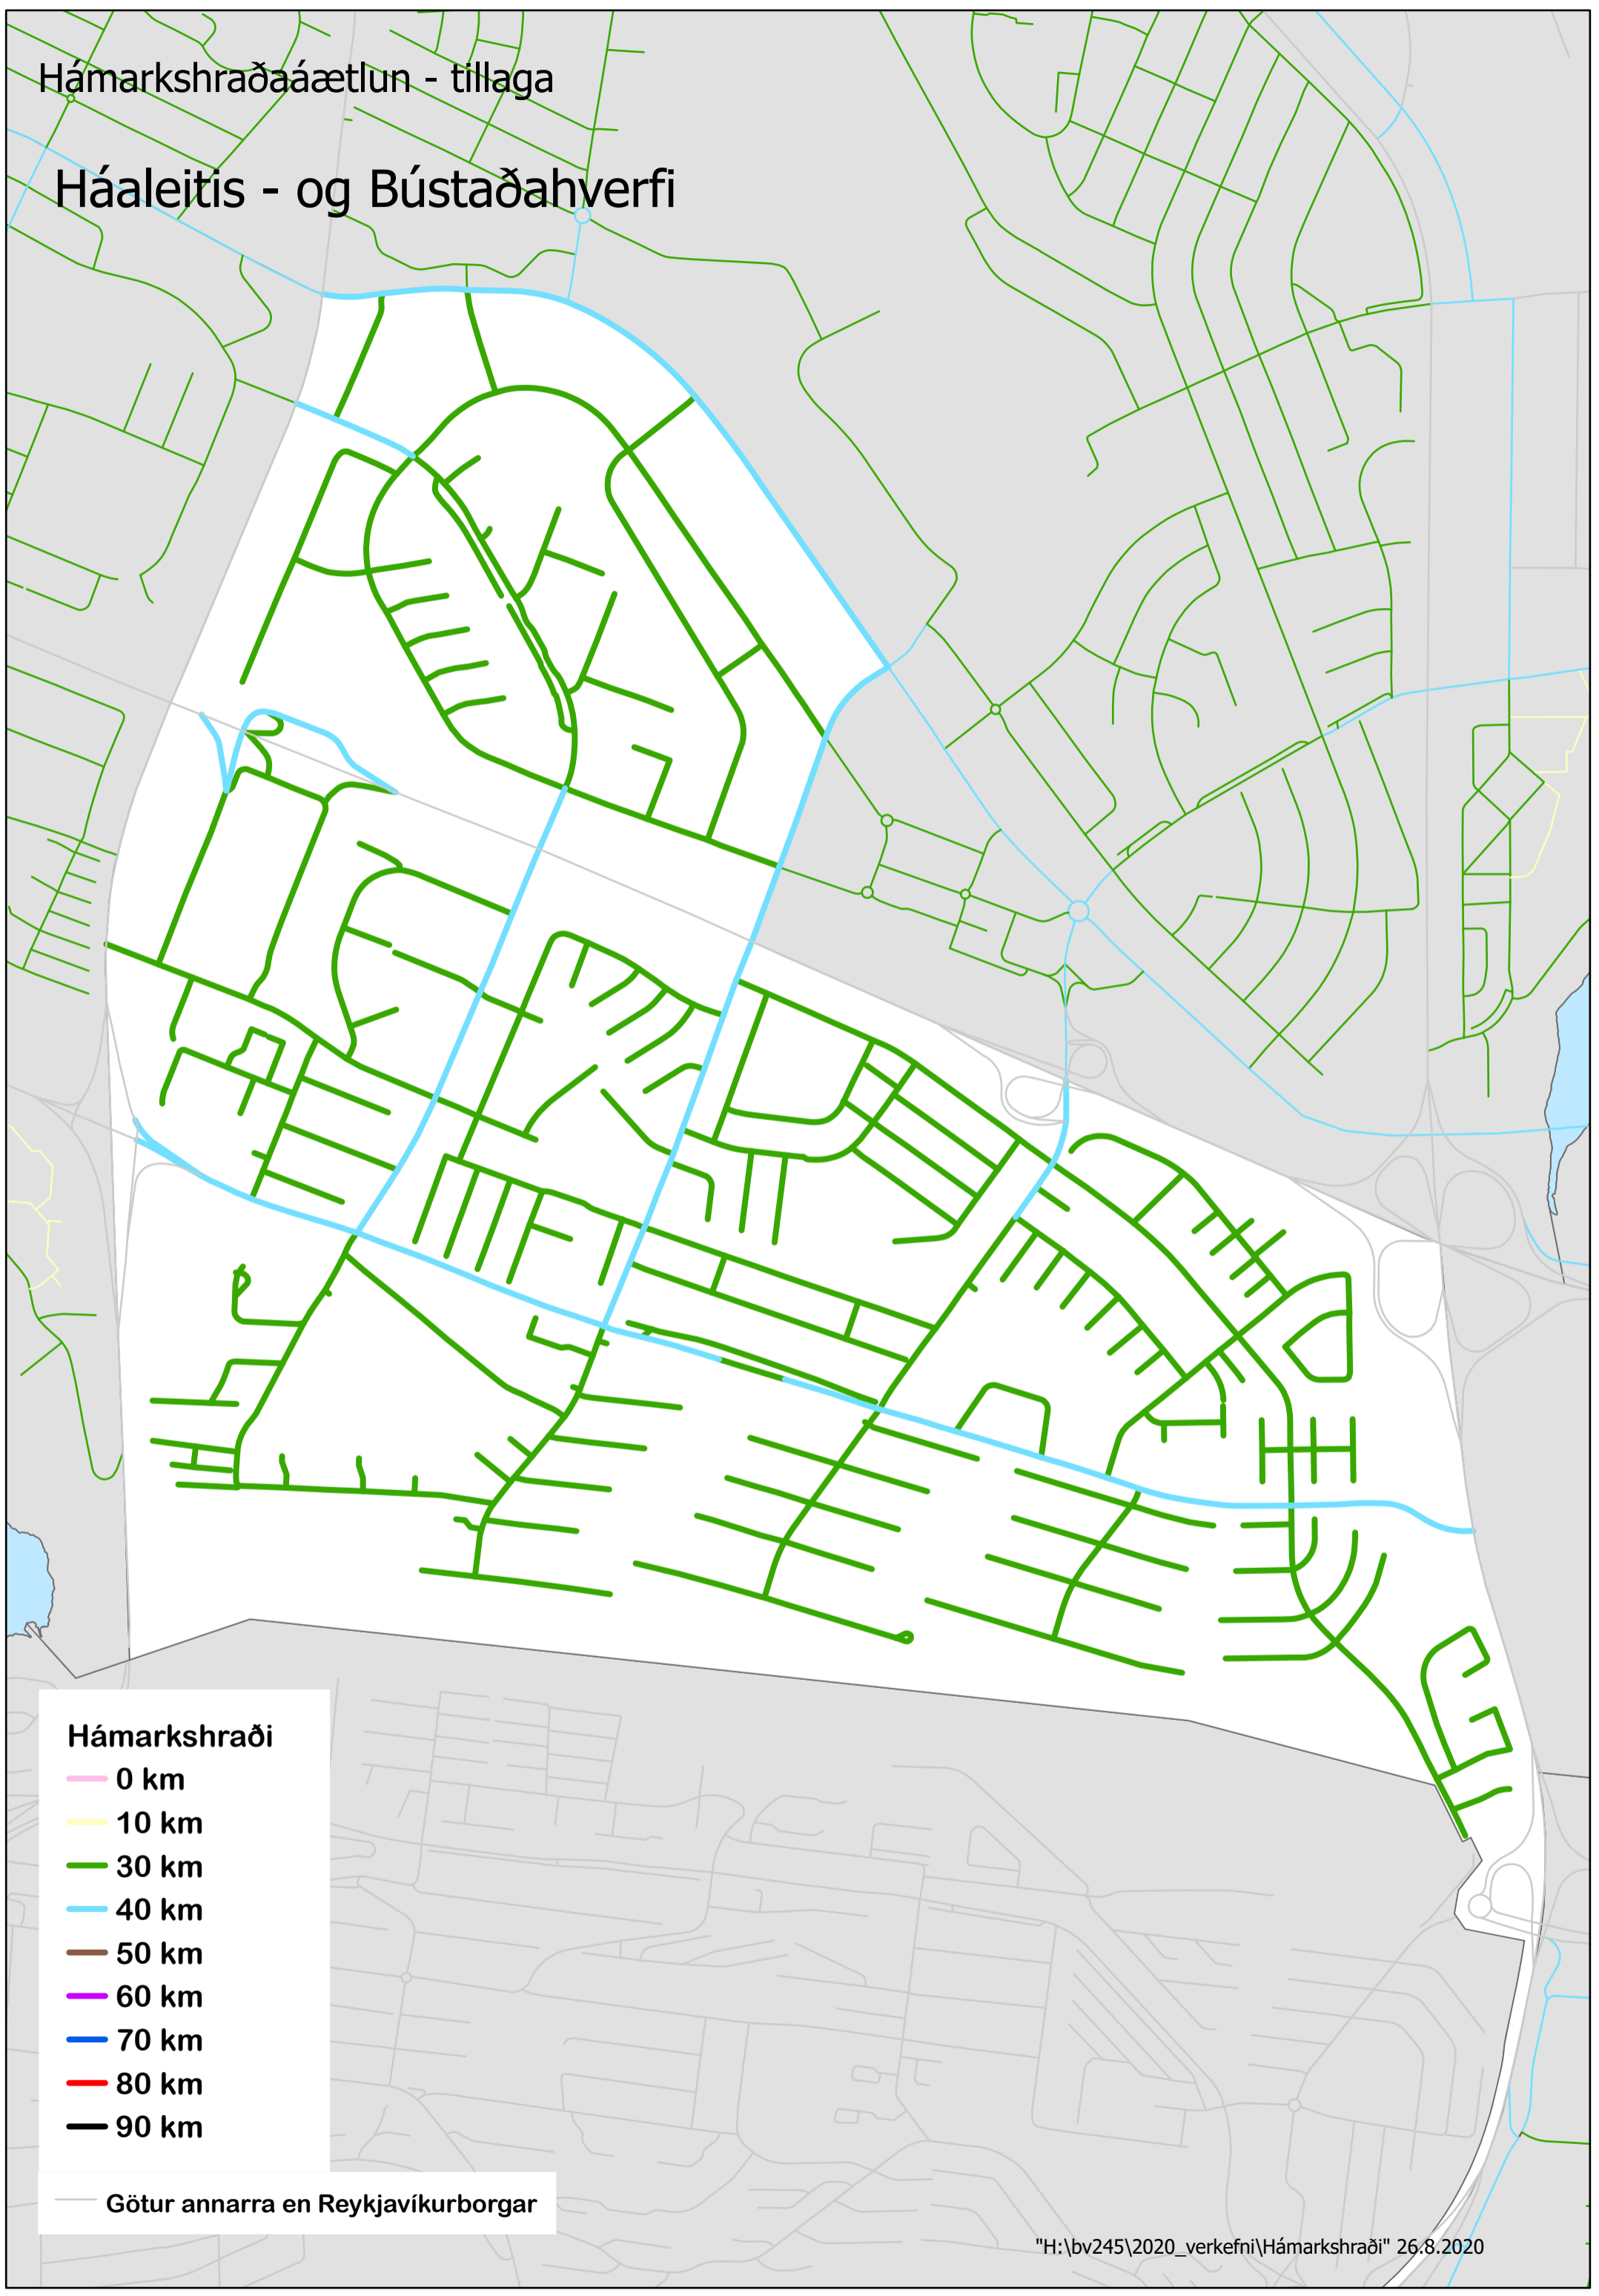 Hámarkshraðaáætlun - tillaga
Háaleitis - og Bústaðahverfi
Hámarkshraði
0 km
10 km
30 km
40 km
50 km
60 km
70 km
80 km
90 km
Götur annarra en Reykjavíkurborgar
"H:\bv245\2020_verkefni\Hámarkshraði" 26.8.2020